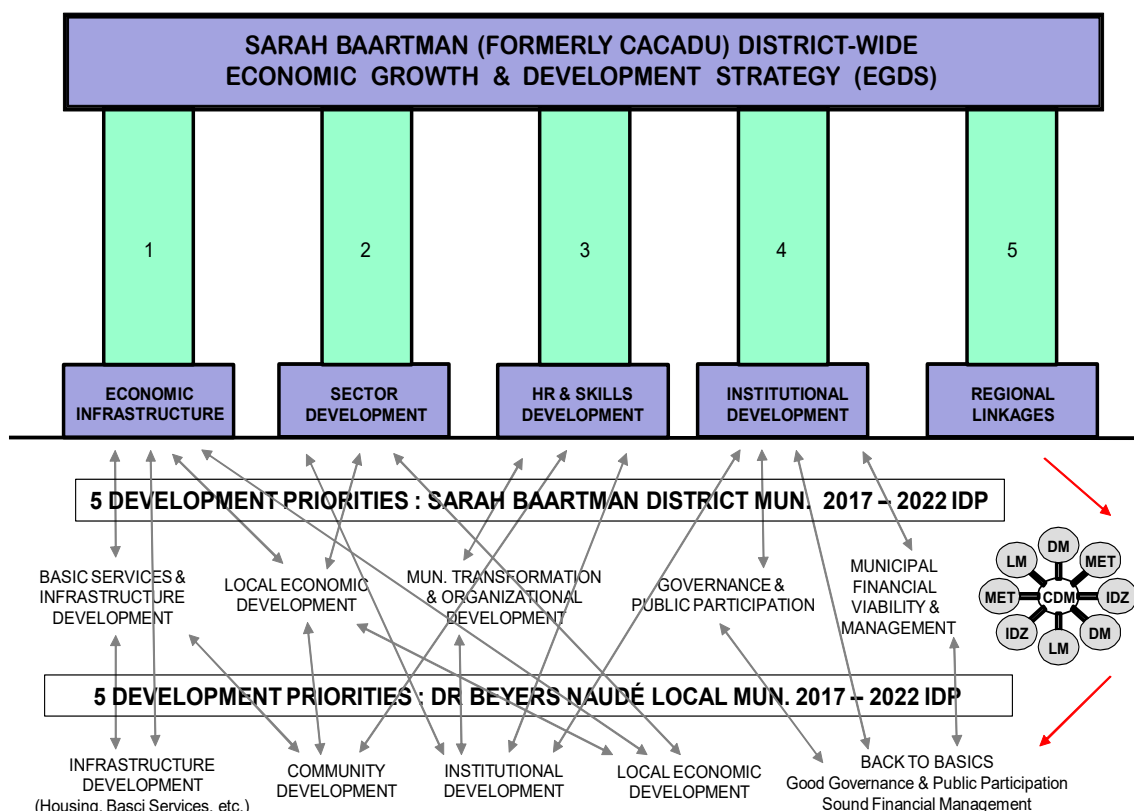 SARAH BAARTMAN (FORMERLY CACADU) DISTRICT-WIDE
ECONOMIC GROWTH & DEVELOPMENT STRATEGY (EGDS)
1
2
3
4
5
ECONOMIC
INFRASTRUCTURE
SECTOR
DEVELOPMENT
HR & SKILLS
DEVELOPMENT
INSTITUTIONAL
DEVELOPMENT
REGIONAL
LINKAGES
5 DEVELOPMENT PRIORITIES : SARAH BAARTMAN DISTRICT MUN. 2017 – 2022 IDP
BASIC SERVICES &
INFRASTRUCTURE
DEVELOPMENT
LOCAL ECONOMIC
DEVELOPMENT
MUN. TRANSFORMATION
& ORGANIZATIONAL
DEVELOPMENT
GOVERNANCE &
PUBLIC PARTICIPATION
MUNICIPAL
FINANCIAL
VIABILITY &
MANAGEMENT
DM
LM
MET
MET
CDM
IDZ
IDZ
DM
LM
5 DEVELOPMENT PRIORITIES : DR BEYERS NAUDÉ LOCAL MUN. 2017 – 2022 IDP
INFRASTRUCTURE
DEVELOPMENT
(Housing, Basci Services, etc.)
COMMUNITY
DEVELOPMENT
INSTITUTIONAL
DEVELOPMENT
LOCAL ECONOMIC
DEVELOPMENT
BACK TO BASICS
Good Governance & Public Participation
Sound Financial Management